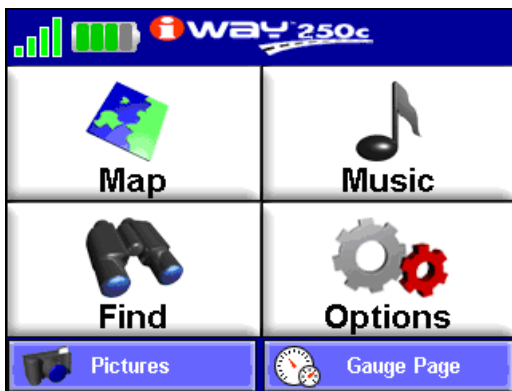 iWAY 250c
Map
Music
Find
Options
Pictures
Gauge Page